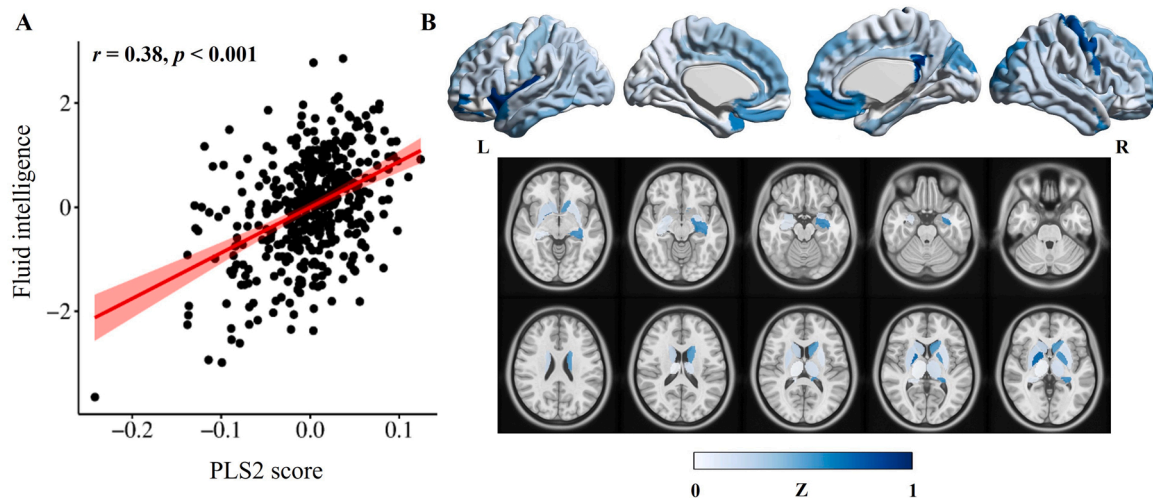 A
r = 0.38, p < 0.001
Fluid intelligence
2
0
−2
−0.2 −0.1 0.0 0.1
PLS2 score
B
L R
0 Z 1